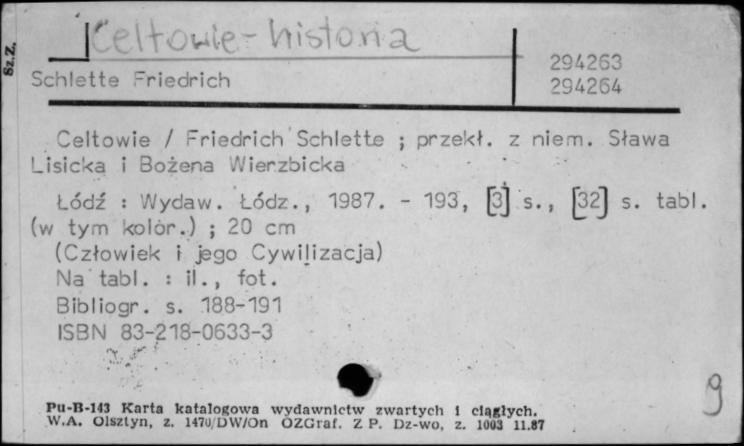 Celtowie - historia
Sz.Z.
294263
Schlette Friedrich
294264
Celtowie / Friedrich Schlette ; przekł. z niem. Sława
Lisicka i Bożena Wierzbicka
Łódź : Wydaw. Łódz., 1987. - 193, [3] s., [32] s. tabl.
(w tym kolor.) ; 20 cm
(Człowiek i jego Cywilizacja)
Na tabl. : il., fot.
Bibliogr. s. 188-191
ISBN 83-218-0633-3
9
Pu-B-143 Karta katalogowa wydawnictw zwartych i ciągłych.
W.A. Olsztyn, z. 1470/DW/On OZGraf. Z P. Dz-wo, z. 1003 11.87